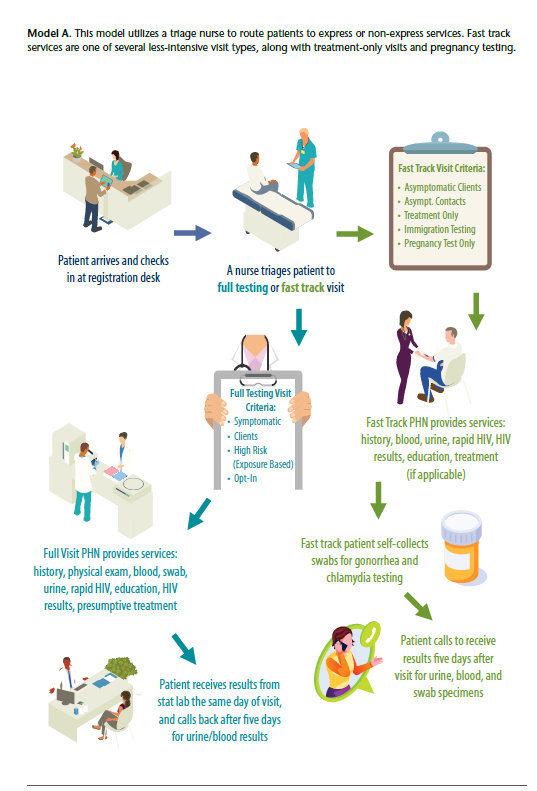 Model A. This model utilizes a triage nurse to route patients to express or non-express services. Fast track
services are one of several less-intensive visit types, along with treatment-only visits and pregnancy testing.
Patient arrives and checks
in at registration desk
A nurse triages patient to
full testing or fast track visit
Fast Track Visit Criteria:
• Asymptomatic Clients
• Asympt. Contacts
• Treatment Only
• Immigration Testing
• Pregnancy Test Only
Full Testing Visit
Criteria:
• Symptomatic
• Clients
• High Risk
(Exposure Based)
• Opt-In
Fast Track PHN provides services:
history, blood, urine, rapid HIV, HIV
results, education, treatment
(if applicable)
Full Visit PHN provides services:
history, physical exam, blood, swab,
urine, rapid HIV, education, HIV
results, presumptive treatment
Fast track patient self-collects
swabs for gonorrhea and
chlamydia testing
Patient receives results from
stat lab the same day of visit,
and calls back after five days
for urine/blood results
Patient calls to receive
results five days after
visit for urine, blood, and
swab specimens